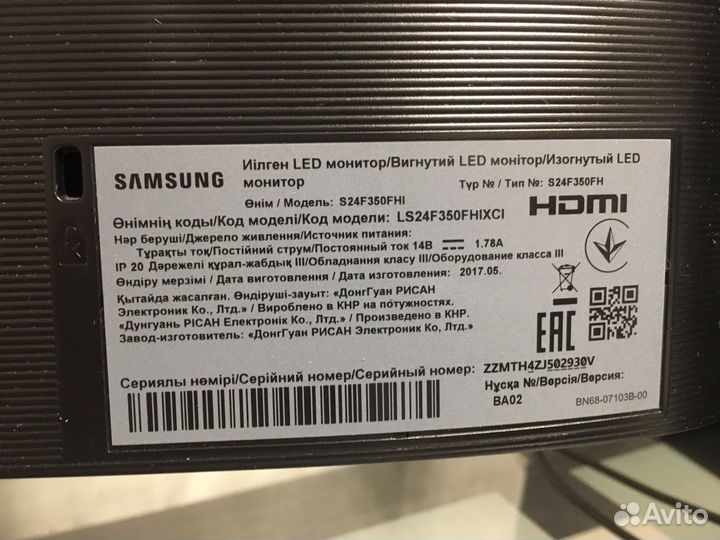 SAMSUNG
Иілген LED монитор/Вигнутий LED монітор/Изогнутый LED
монитор
Өнім / Модель: S24F350FHI
Түр № / Тип №: S24F350FH
Өнімнің коды/Код моделі/Код модели: LS24F350FHIXCI
HDMI
Нәр беруші/Джерело живлення/Источник питания:
Тұрақты тоқ/Постійний струм/Постоянный ток 14В 1.78A
IP 20 Дәрежелі құрал-жабдық III/Обладнання класу III/Оборудование класса III
Өндіру мерзімі / Дата виготовлення / Дата изготовления: 2017.05.
Қытайда жасалған. Өндіруші-зауыт: «ДонгГуан РИСАН
Электроник Ко., Лтд.» / Вироблено в КНР на потужностях.
«Дунгуань РІСАН Електронік Ко., Лтд.» / Произведено в КНР.
Завод-изготовитель: «ДонгГуан РИСАН Электроник Ко., Лтд.»
EAC
Сериялы нөмірі/Серійний номер/Серийный номер:
ZZMTH4ZJ502930V
Нұсқа №/Версія/Версия:
BA02
BN68-07103B-00
Avito